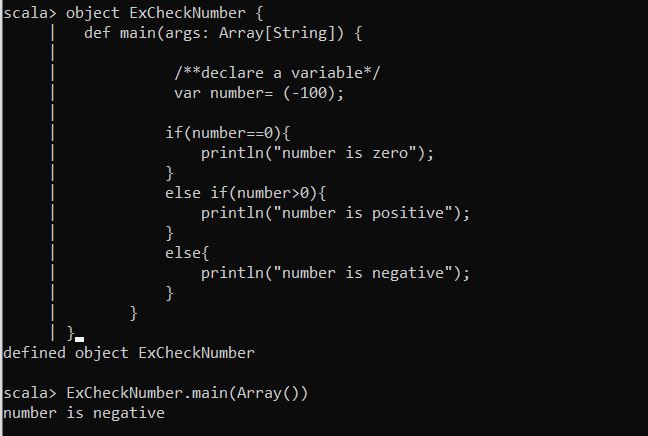 scala> object ExCheckNumber {
     |   def main(args: Array[String]) {
     |
     |             /**declare a variable*/
     |             var number= (-100);
     |
     |            if(number==0){
     |                println("number is zero");
     |            }
     |            else if(number>0){
     |                println("number is positive");
     |            }
     |            else{
     |                println("number is negative");
     |            }
     |        }
     | }
defined object ExCheckNumber

scala> ExCheckNumber.main(Array())
number is negative